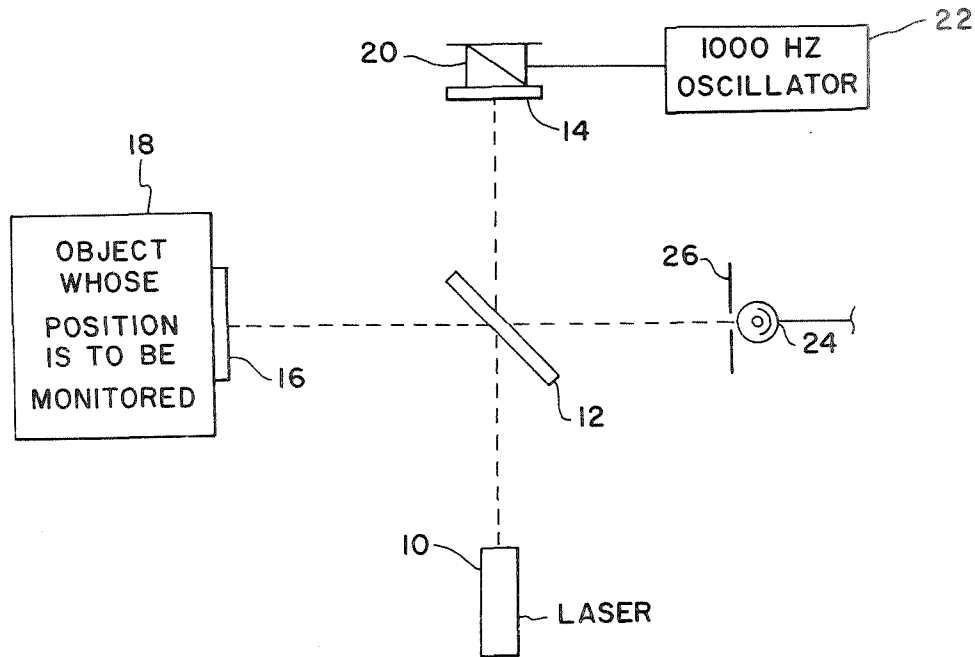 22
20
1000 HZ
OSCILLATOR
14
18
OBJECT
WHOSE
POSITION
IS TO BE
MONITORED
16
26
24
12
10
LASER